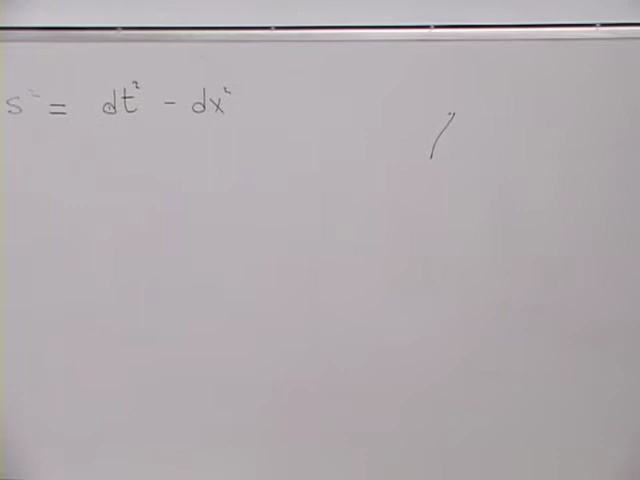 s² = dt² - dx²